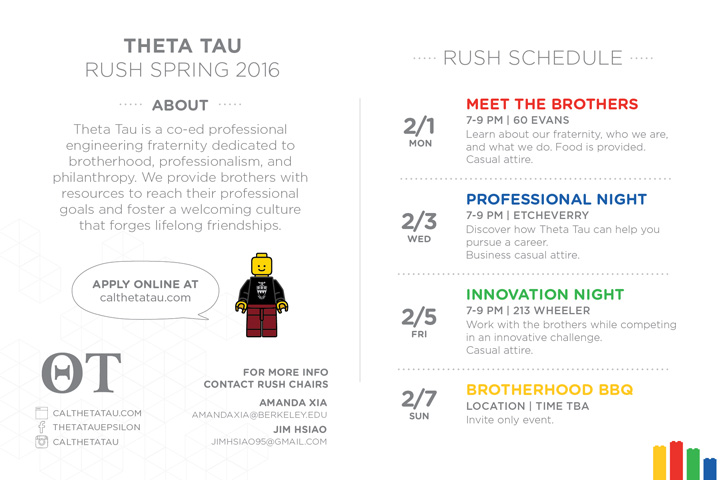 THETA TAU
RUSH SPRING 2016
ABOUT
Theta Tau is a co-ed professional
engineering fraternity dedicated to
brotherhood, professionalism, and
philanthropy. We provide brothers with
resources to reach their professional
goals and foster a welcoming culture
that forges lifelong friendships.
APPLY ONLINE AT
calthetatau.com
ΘΤ
CALTHETATAU.COM
THETATAUEPSILON
CALTHETATAU
FOR MORE INFO
CONTACT RUSH CHAIRS
AMANDA XIA
AMANDAXIA@BERKELEY.EDU
JIM HSIAO
JIMHSIAO95@GMAIL.COM
RUSH SCHEDULE
2/1
MON
MEET THE BROTHERS
7-9 PM | 60 EVANS
Learn about our fraternity, who we are,
and what we do. Food is provided.
Casual attire.
2/3
WED
PROFESSIONAL NIGHT
7-9 PM | ETCHEVERRY
Discover how Theta Tau can help you
pursue a career.
Business casual attire.
2/5
FRI
INNOVATION NIGHT
7-9 PM | 213 WHEELER
Work with the brothers while competing
in an innovative challenge.
Casual attire.
2/7
SUN
BROTHERHOOD BBQ
LOCATION | TIME TBA
Invite only event.